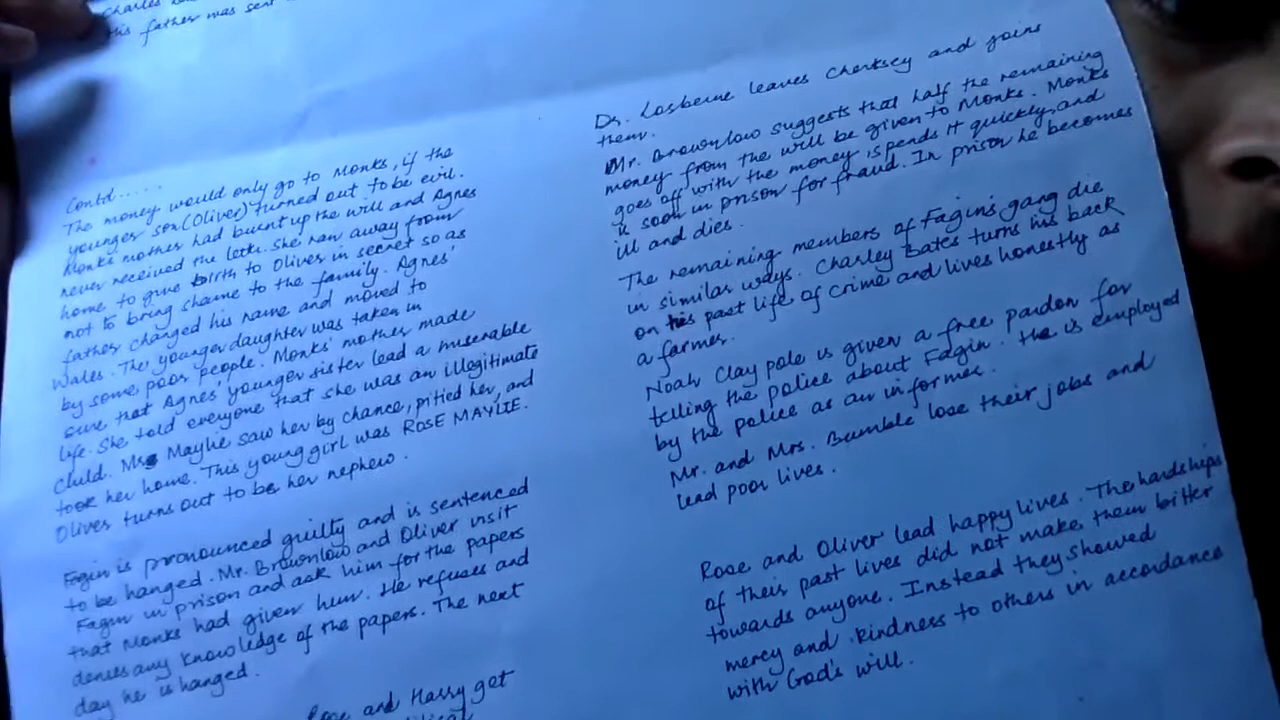 Charles
his father was sent
Contd.....
The money would only go to Monks, if the
younger son (Oliver) turned out to be evil.
Monks mother had burnt up the will and Agnes
never received the letter. She ran away from
home to give birth to Oliver in secret so as
not to bring shame to the family. Agnes'
father changed his name and moved to
Wales. The younger daughter was taken in
by some poor people. Monks' mother made
sure that Agnes' younger sister lead a miserable
life. She told everyone that she was an illegitimate
child. Mrs Maylie saw her by chance, pitied her, and
took her home. This young girl was ROSE MAYLIE.
Oliver turns out to be her nephew.
Fagin is pronounced guilty and is sentenced
to be hanged. Mr. Brownlow and Oliver visit
Fagin in prison and ask him for the papers
that Monks had given him. He refuses and
denies any knowledge of the papers. The next
day he is hanged.
Rose and Harry get
Dr. Losberne leaves Chertsey and joins
them.
Mr. Brownlow suggests that half the remaining
money from the will be given to Monks. Monks
goes off with the money, spends it quickly, and
is soon in prison for fraud. In prison he becomes
ill and dies.
The remaining members of Fagin's gang die
in similar ways. Charley Bates turns his back
on his past life of crime and lives honestly as
a farmer.
Noah Clay pole is given a free pardon for
telling the police about Fagin. He is employed
by the police as an informer.
Mr. and Mrs. Bumble lose their jobs and
lead poor lives.
Rose and Oliver lead happy lives. The hardships
of their past lives did not make them bitter
towards anyone. Instead they showed
mercy and kindness to others in accordance
with God's will.